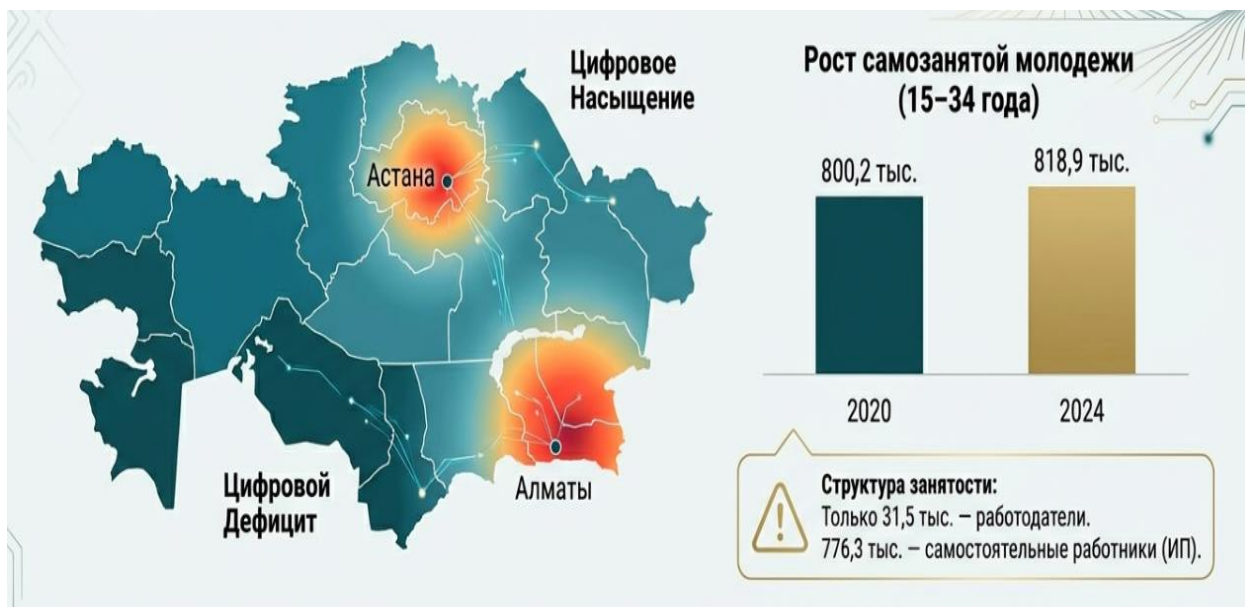 Цифровое
Насыщение
Астана
Алматы
Цифровой
Дефицит
Рост самозанятой молодежи
(15–34 года)
800,2 тыс.
818,9 тыс.
2020
2024
Структура занятости:
Только 31,5 тыс. — работодатели.
776,3 тыс. — самостоятельные работники (ИП).